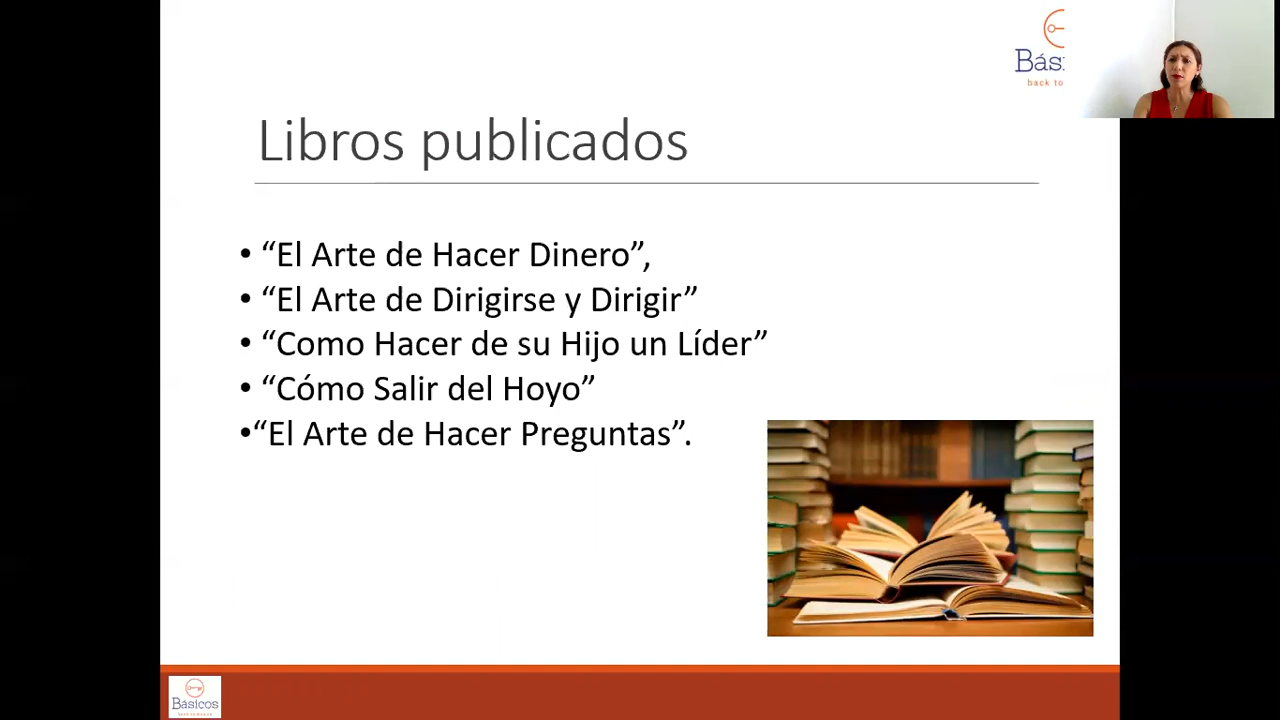 Bás
back to
Libros publicados
• “El Arte de Hacer Dinero”,
• “El Arte de Dirigirse y Dirigir”
• “Como Hacer de su Hijo un Líder”
• “Cómo Salir del Hoyo”
•“El Arte de Hacer Preguntas”.
Básicos